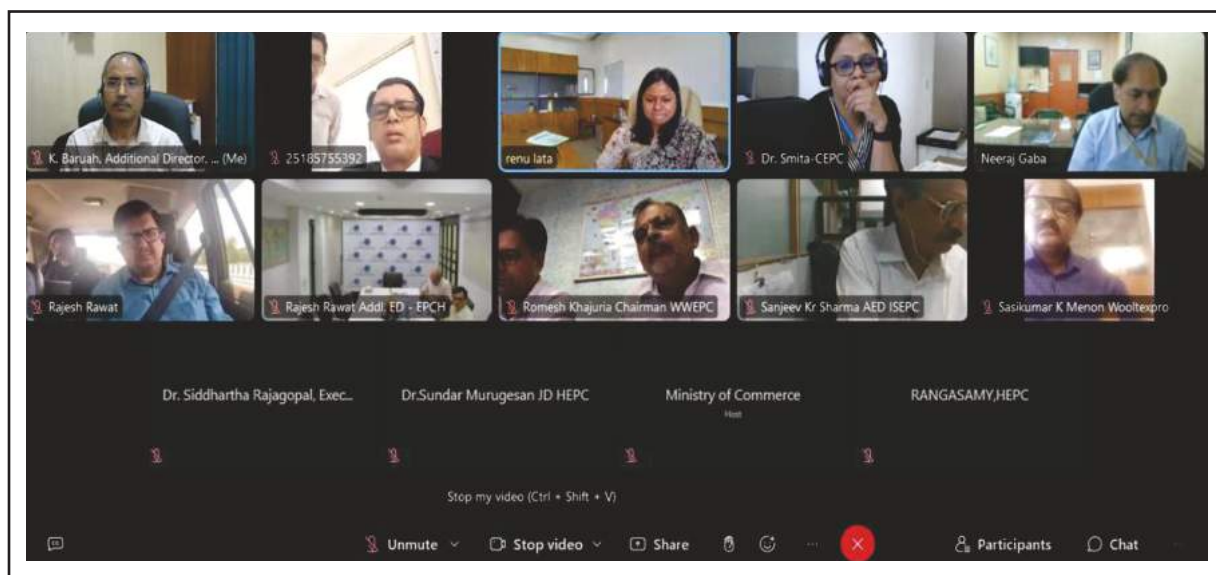 K. Baruah, Additional Director. ... (Me)
25185755392
renu lata
Dr. Smita-CEPC
Neeraj Gaba
Rajesh Rawat
Rajesh Rawat Addl. ED - EPCH
Romesh Khajuria Chairman WWEPC
Sanjeev Kr Sharma AED ISEPC
Sasikumar K Menon Wooltexpro
Dr. Siddhartha Rajagopal, Exec...
Dr.Sundar Murugesan JD HEPC
Ministry of Commerce
Host
RANGASAMY,HEPC
Stop my video (Ctrl + Shift + V)
Unmute
Stop video
Share
...
Participants
Chat